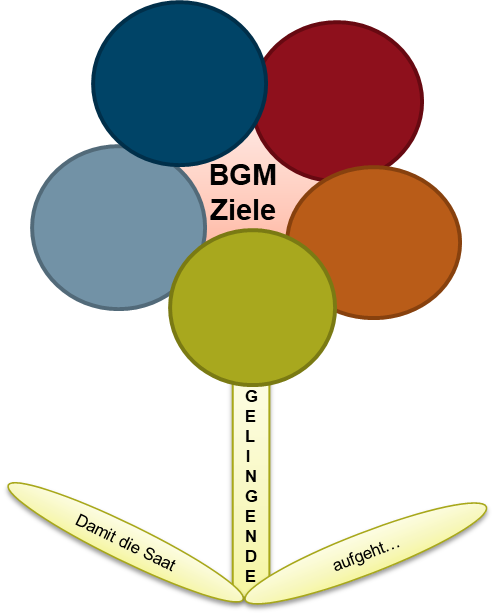 BGM
Ziele
GELINGENDE
Damit die Saat
aufgeht...